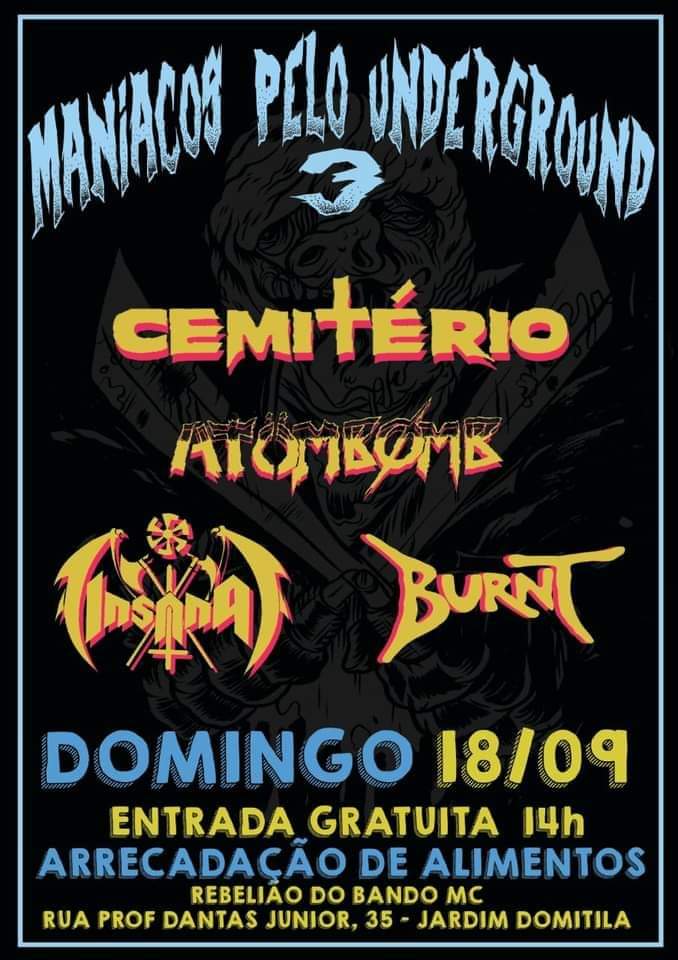 MANÍACOS PELO UNDERGROUND
3
CEMITÉRIO
ATÖMBØMB
INSANA
BURNT
DOMINGO 18/09
ENTRADA GRATUITA 14h
ARRECADAÇÃO DE ALIMENTOS
REBELIÃO DO BANDO MC
RUA PROF DANTAS JUNIOR, 35 - JARDIM DOMITILA